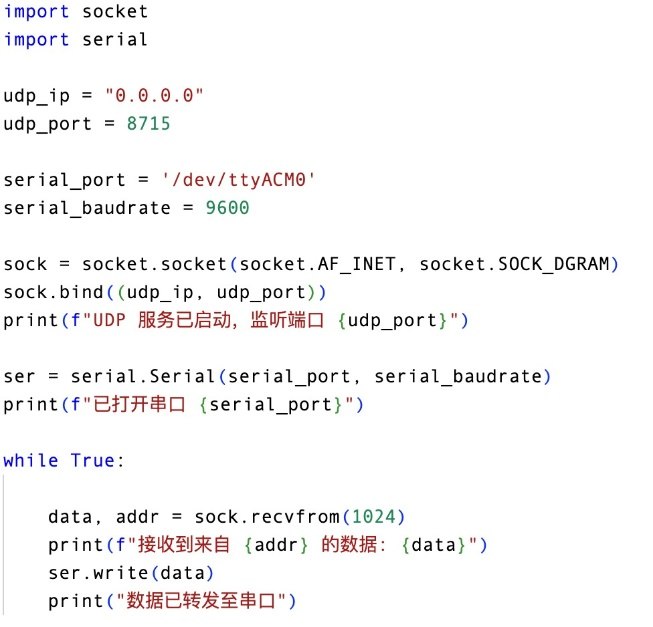 import socket
import serial
udp_ip = "0.0.0.0"
udp_port = 8715
serial_port = '/dev/ttyACM0'
serial_baudrate = 9600
sock = socket.socket(socket.AF_INET, socket.SOCK_DGRAM)
sock.bind((udp_ip, udp_port))
print(f"UDP 服务已启动，监听端口 {udp_port}")
ser = serial.Serial(serial_port, serial_baudrate)
print(f"已打开串口 {serial_port}")
while True:
    data, addr = sock.recvfrom(1024)
    print(f"接收到来自 {addr} 的数据: {data}")
    ser.write(data)
    print("数据已转发至串口")